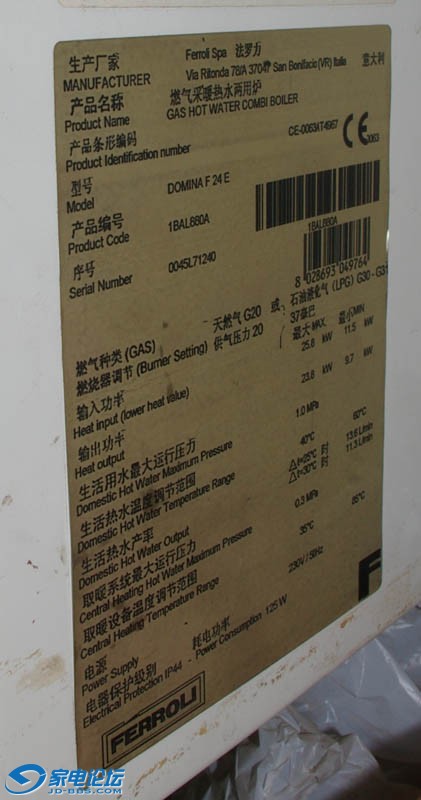 生产厂家 Ferroli Spa 法罗力
MANUFACTURER Via Ritonda 78/A 37047 San Bonifacio (VR) Italia 意大利
产品名称 燃气采暖热水两用炉
Product Name GAS HOT WATER COMBI BOILER
产品条形编码
Product Identification number CE-0063AT4967 CE 0063
型号
Model DOMINA F 24 E
产品编号
Product Code 1BAL680A 1BAL680A
序号
Serial Number 0045L71240 8 028693 049764
燃气种类 (GAS) 天然气 G20 或: 石油液化气 (LPG) G30 - G31
燃烧器调节 (Burner Setting) 供气压力 20 37毫巴
最大 MAX 最小 MIN
输入功率 25.8 kW 11.5 kW
Heat input (lower heat value)
输出功率 23.8 kW 9.7 kW
Heat output
生活用水最大运行压力 1.0 MPa
Domestic Hot Water Maximum Pressure
生活热水温度调节范围 40℃ 60℃
Domestic Hot Water Temperature Range
生活热水产率 Δt=25℃ 时 13.6 L/min
Domestic Hot Water Output Δt=30℃ 时 11.3 L/min
取暖系统最大运行压力 0.3 MPa
Central Heating Hot Water Maximum Pressure
取暖设备温度调节范围 35℃ 85℃
Central Heating Temperature Range
电源 230V / 50Hz
Power Supply
电器保护级别 耗电功率
Electrical Protection IP44 - Power Consumption 125 W
FERROLI
F
家电论坛
JD-BBS.COM